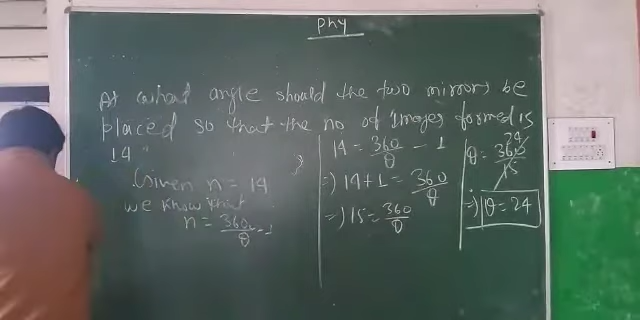 Phy
At what angle should the two mirrors be
placed so that the no of Images formed is
14
Given n = 14
we know that
n = 360/θ - 1
14 = 360/θ - 1
=) 14+1 = 360/θ
=) 15 = 360/θ
θ = 360/15 24
=) θ = 24